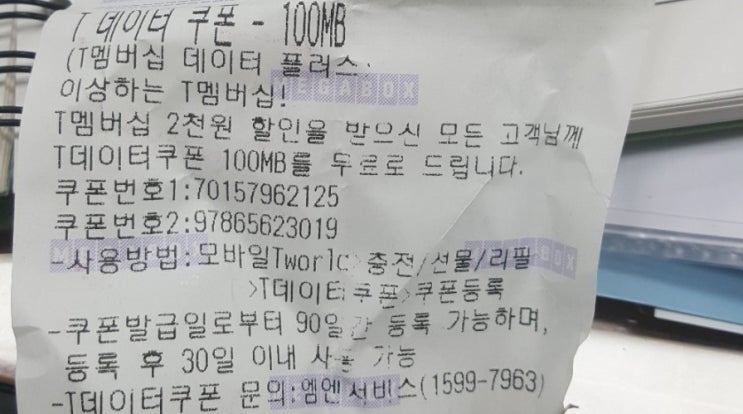 T 데이터 쿠폰 - 100MB
(T멤버십 데이터 플러스.
이상하는 T멤버십!
MEGABOX
T멤버십 2천원 할인을 받으신 모든 고객님께
T데이터쿠폰 100MB를 무료로 드립니다.
쿠폰번호1:70157962125
쿠폰번호2:97865623019
-사용방법:모바일Tworld>충전/선물/리필
>T데이터쿠폰>쿠폰등록
-쿠폰발급일로부터 90일간 등록 가능하며,
등록 후 30일 이내 사용 가능
-T데이터쿠폰 문의:엠엔서비스(1599-7963)